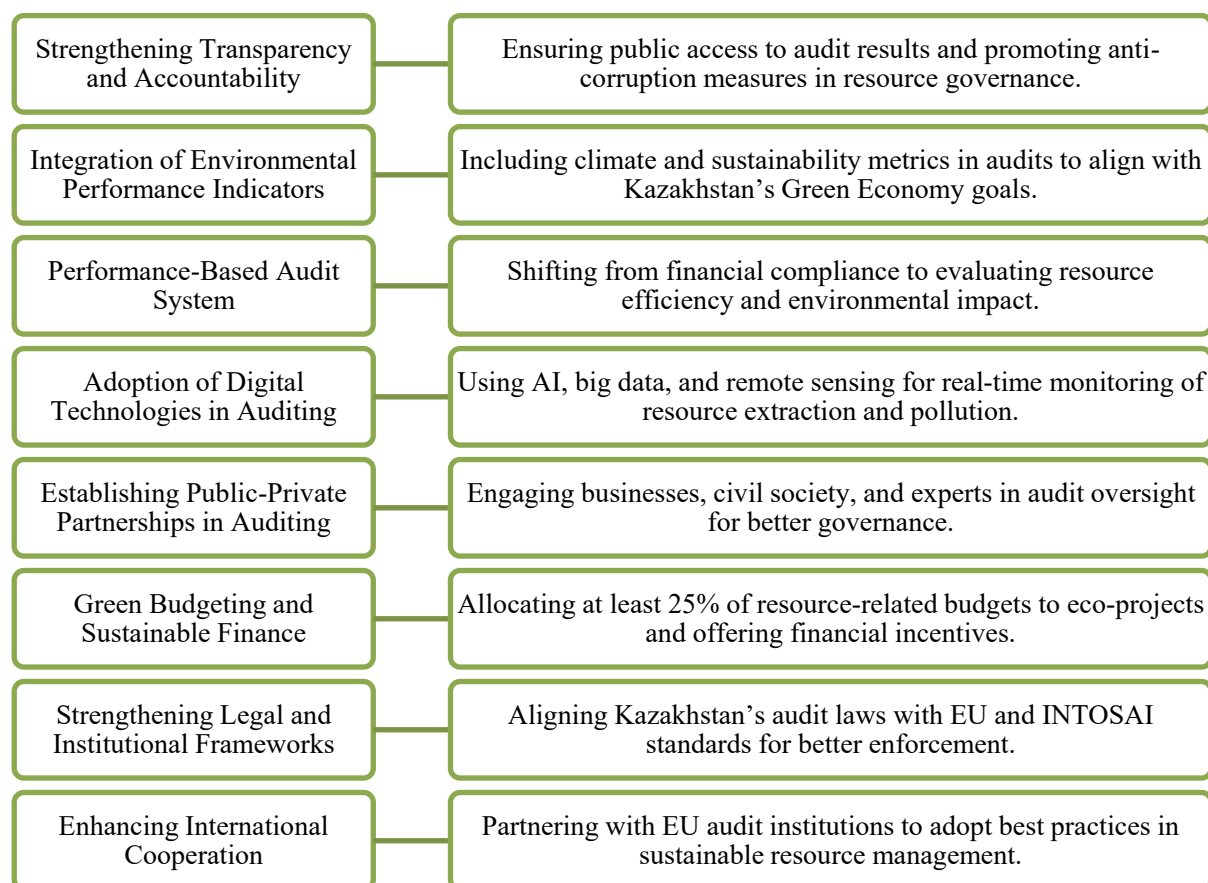 Strengthening Transparency
and Accountability
Ensuring public access to audit results and promoting anti-
corruption measures in resource governance.
Integration of Environmental
Performance Indicators
Including climate and sustainability metrics in audits to align with
Kazakhstan’s Green Economy goals.
Performance-Based Audit
System
Shifting from financial compliance to evaluating resource
efficiency and environmental impact.
Adoption of Digital
Technologies in Auditing
Using AI, big data, and remote sensing for real-time monitoring of
resource extraction and pollution.
Establishing Public-Private
Partnerships in Auditing
Engaging businesses, civil society, and experts in audit oversight
for better governance.
Green Budgeting and
Sustainable Finance
Allocating at least 25% of resource-related budgets to eco-projects
and offering financial incentives.
Strengthening Legal and
Institutional Frameworks
Aligning Kazakhstan’s audit laws with EU and INTOSAI
standards for better enforcement.
Enhancing International
Cooperation
Partnering with EU audit institutions to adopt best practices in
sustainable resource management.